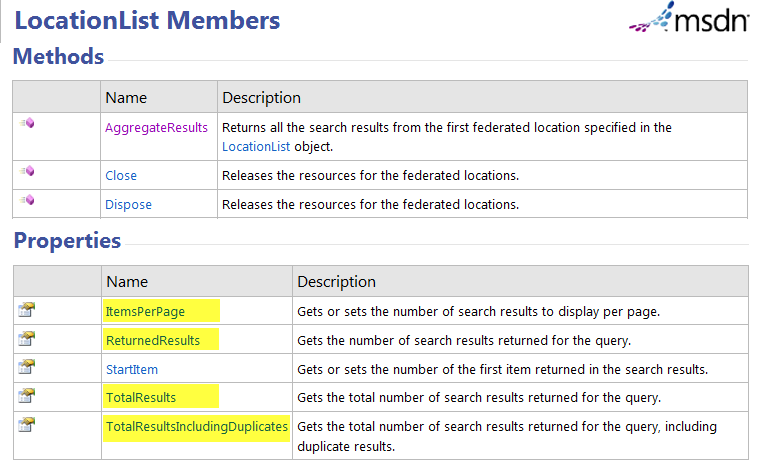 LocationList Members
msdn
Methods
Name Description
AggregateResults Returns all the search results from the first federated location specified in the
LocationList object.
Close Releases the resources for the federated locations.
Dispose Releases the resources for the federated locations.
Properties
Name Description
ItemsPerPage Gets or sets the number of search results to display per page.
ReturnedResults Gets the number of search results returned for the query.
StartItem Gets or sets the number of the first item returned in the search results.
TotalResults Gets the total number of search results returned for the query.
TotalResultsIncludingDuplicates Gets the total number of search results returned for the query, including
duplicate results.